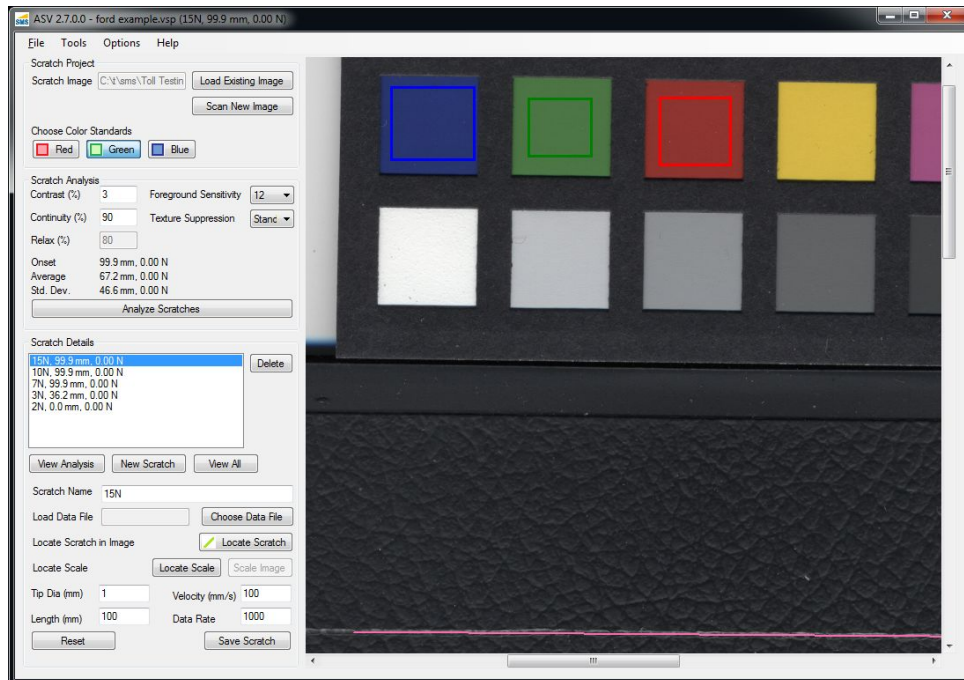 SMS ASV 2.7.0.0 - ford example.vsp (15N, 99.9 mm, 0.00 N)
File Tools Options Help
Scratch Project
Scratch Image C:\t\sms\Toll Testin Load Existing Image
Scan New Image
Choose Color Standards
Red Green Blue
Scratch Analysis
Contrast (%) 3 Foreground Sensitivity 12
Continuity (%) 90 Texture Suppression Stanc
Relax (%) 80
Onset 99.9 mm, 0.00 N
Average 67.2 mm, 0.00 N
Std. Dev. 46.6 mm, 0.00 N
Analyze Scratches
Scratch Details
15N, 99.9 mm, 0.00 N
10N, 99.9 mm, 0.00 N
7N, 99.9 mm, 0.00 N
3N, 36.2 mm, 0.00 N
2N, 0.0 mm, 0.00 N
Delete
View Analysis New Scratch View All
Scratch Name 15N
Load Data File Choose Data File
Locate Scratch in Image Locate Scratch
Locate Scale Locate Scale Scale Image
Tip Dia (mm) 1 Velocity (mm/s) 100
Length (mm) 100 Data Rate 1000
Reset Save Scratch